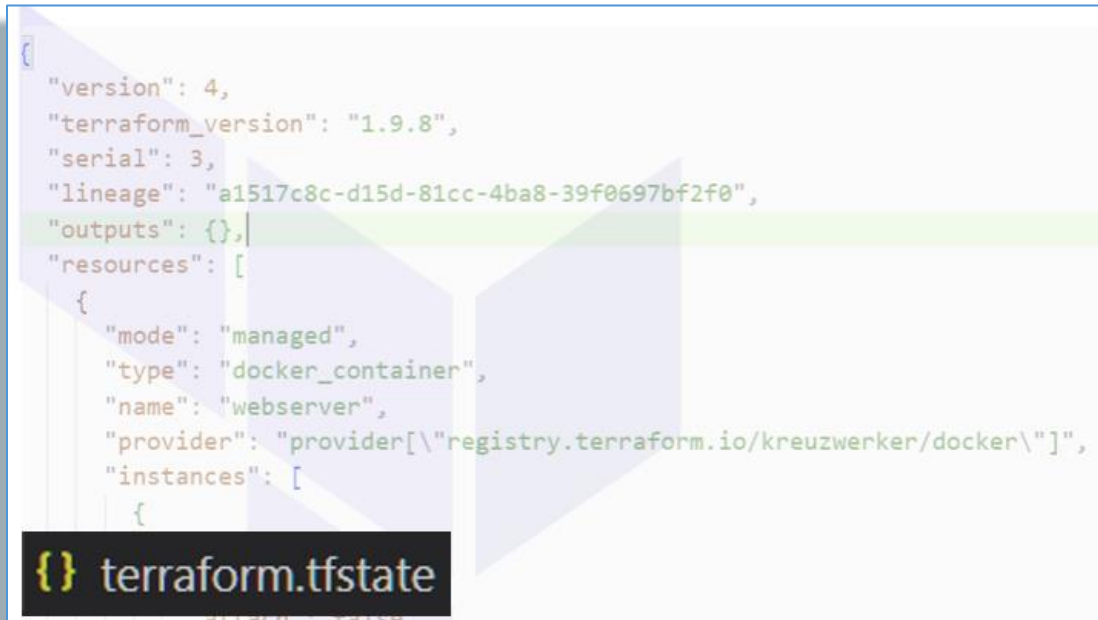 {
"version": 4,
"terraform_version": "1.9.8",
"serial": 3,
"lineage": "a1517c8c-d15d-81cc-4ba8-39f0697bf2f0",
"outputs": {},
"resources": [
{
"mode": "managed",
"type": "docker_container",
"name": "webserver",
"provider": "provider[\"registry.terraform.io/kreuzwerker/docker\"]",
"instances": [
{
{} terraform.tfstate